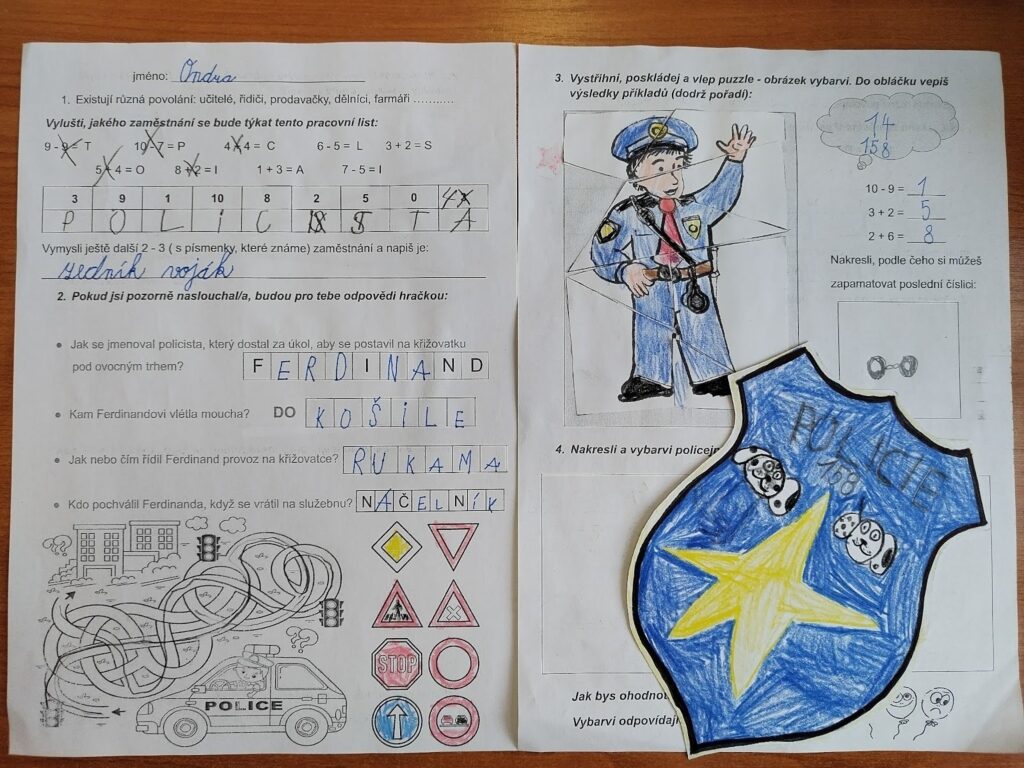 jméno: Ondra
1. Existují různá povolání: učitelé, řidiči, prodavačky, dělníci, farmáři ...........
Vylušti, jakého zaměstnání se bude týkat tento pracovní list:
9 - 9 = T 10 - 7 = P 4 + 4 = C 6 - 5 = L 3 + 2 = S
5 + 4 = O 8 + 2 = I 1 + 3 = A 7 - 5 = I
3 9 1 10 8 2 5 0 4
P O L I C I S T A
Vymysli ještě další 2 - 3 ( s písmenky, které známe) zaměstnání a napiš je:
zedník voják
2. Pokud jsi pozorně naslouchal/a, budou pro tebe odpovědi hračkou:
Jak se jmenoval policista, který dostal za úkol, aby se postavil na křižovatku
pod ovocným trhem? FERDINAND
Kam Ferdinandovi vlétla moucha? DO KOŠILE
Jak nebo čím řídil Ferdinand provoz na křižovatce? RUKAMA
Kdo pochválil Ferdinanda, když se vrátil na služebnu? NÁČELNÍK
STOP
POLICE
3. Vystřihni, poskládej a vlep puzzle - obrázek vybarvi. Do obláčku vepiš
výsledky příkladů (dodrž pořadí):
14
158
10 - 9 = 1
3 + 2 = 5
2 + 6 = 8
Nakresli, podle čeho si můžeš
zapamatovat poslední číslici:
4. Nakresli a vybarvi
POLICIE
158
Jak bys
Vybarvi